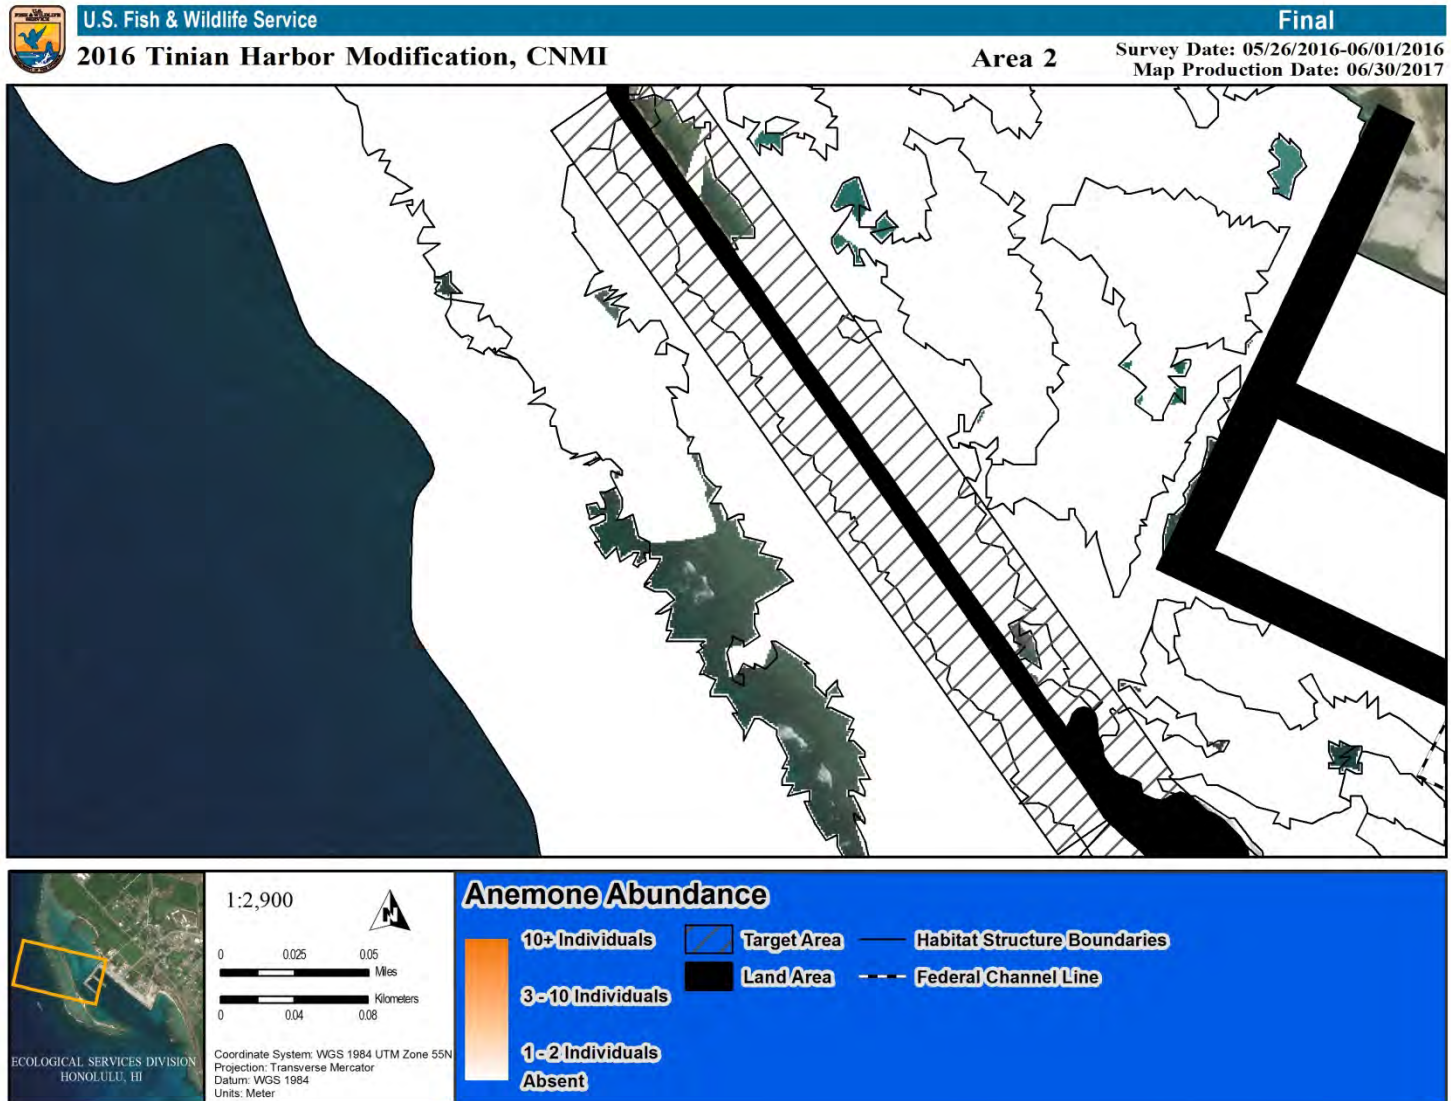 U.S.
FISH & WILDLIFE
SERVICE
U.S. Fish & Wildlife Service
Final
2016 Tinian Harbor Modification, CNMI
Area 2
Survey Date: 05/26/2016-06/01/2016
Map Production Date: 06/30/2017
ECOLOGICAL SERVICES DIVISION
HONOLULU, HI
1:2,900
N
0 0.025 0.05
Miles
Kilometers
0 0.04 0.08
Coordinate System: WGS 1984 UTM Zone 55N
Projection: Transverse Mercator
Datum: WGS 1984
Units: Meter
Anemone Abundance
10+ Individuals
3 - 10 Individuals
1 - 2 Individuals
Absent
Target Area
Land Area
Habitat Structure Boundaries
Federal Channel Line